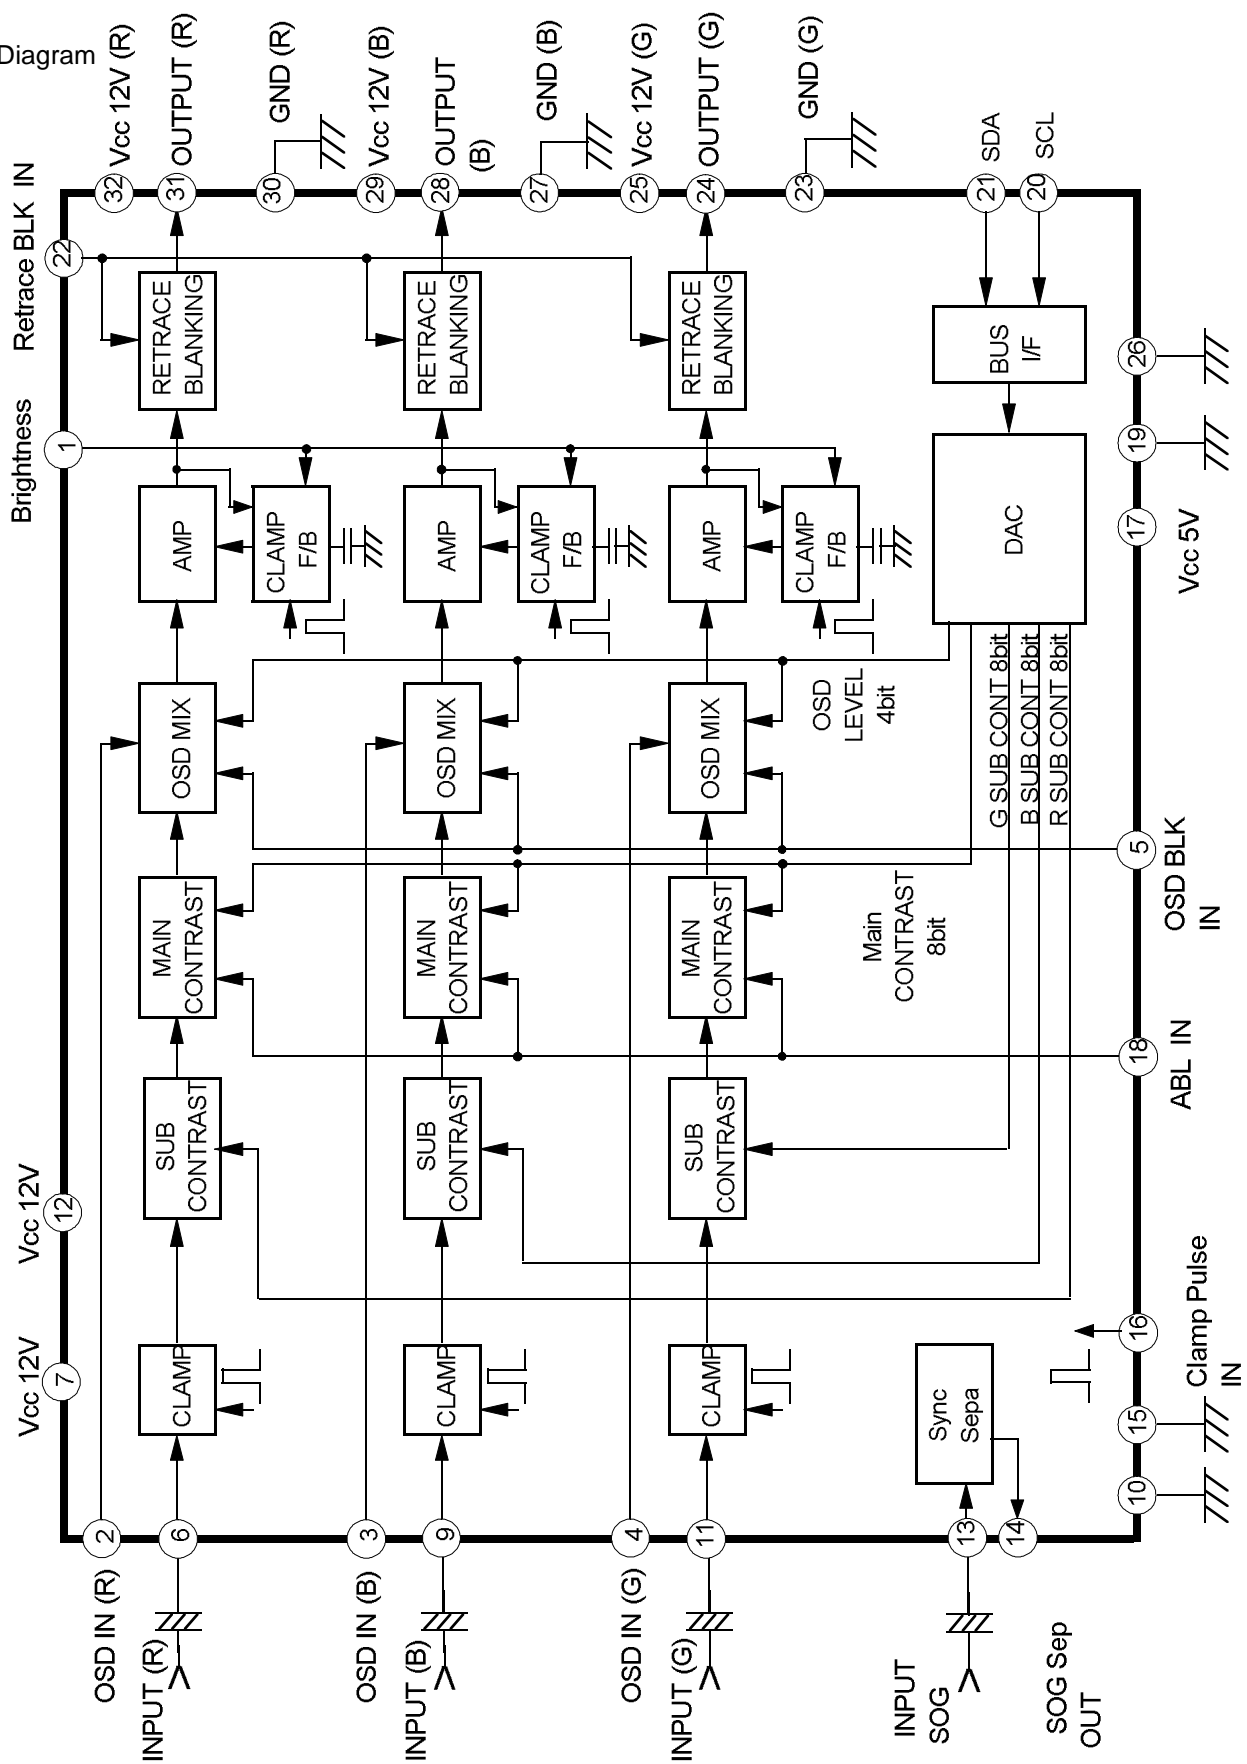 Diagram
Vcc 12V
Vcc 12V
Brightness
Retrace BLK IN
7
12
1
22
OSD IN (R)
2
INPUT (R)
6
CLAMP
SUB
CONTRAST
MAIN
CONTRAST
OSD MIX
AMP
CLAMP
F/B
RETRACE
BLANKING
32
Vcc 12V (R)
31
OUTPUT (R)
30
GND (R)
OSD IN (B)
3
INPUT (B)
9
CLAMP
SUB
CONTRAST
MAIN
CONTRAST
OSD MIX
AMP
CLAMP
F/B
RETRACE
BLANKING
29
Vcc 12V (B)
28
OUTPUT
(B)
27
GND (B)
OSD IN (G)
4
INPUT (G)
11
CLAMP
SUB
CONTRAST
MAIN
CONTRAST
OSD MIX
AMP
CLAMP
F/B
RETRACE
BLANKING
25
Vcc 12V (G)
24
OUTPUT (G)
23
GND (G)
Main
CONTRAST
8bit
OSD
LEVEL
4bit
INPUT
SOG
13
Sync
Sepa
SOG Sep
OUT
14
G SUB CONT 8bit
B SUB CONT 8bit
R SUB CONT 8bit
DAC
BUS
I/F
21
SDA
20
SCL
10
15
16
18
5
17
19
26
Clamp Pulse
IN
ABL IN
OSD BLK
IN
Vcc 5V